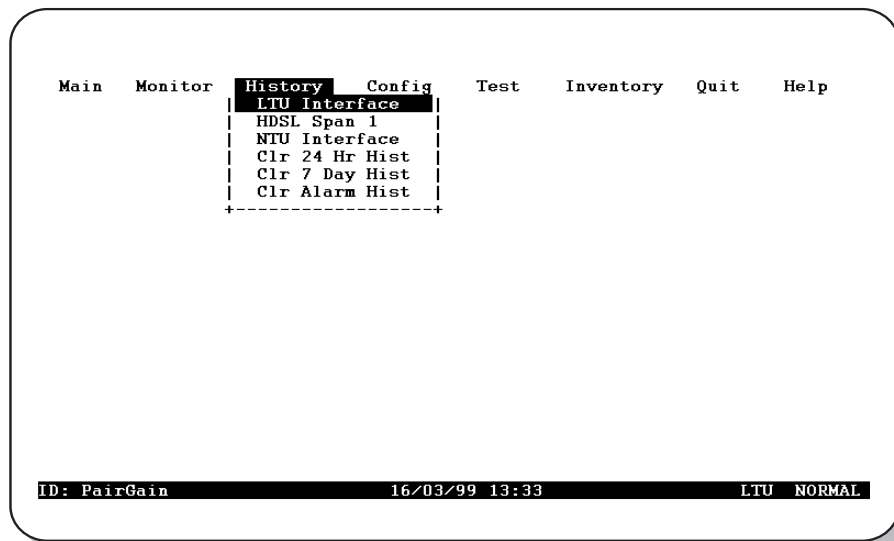 Main Monitor History Config Test Inventory Quit Help
LTU Interface
HDSL Span 1
NTU Interface
Clr 24 Hr Hist
Clr 7 Day Hist
Clr Alarm Hist
ID: PairGain 16/03/99 13:33 LTU NORMAL